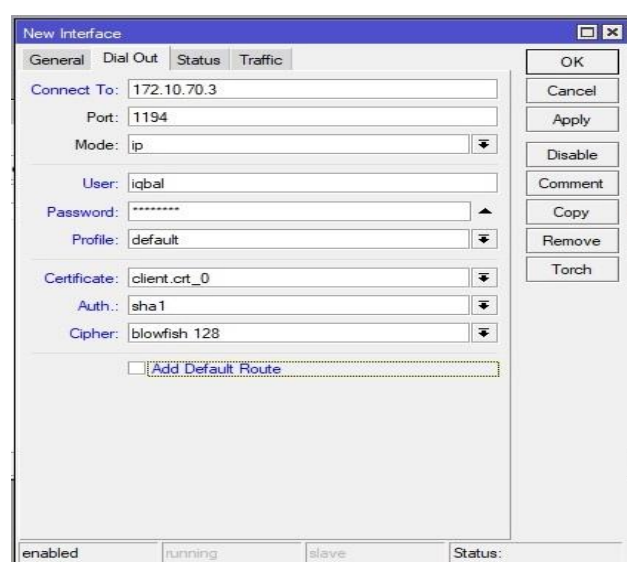 New Interface
General Dial Out Status Traffic
OK
Connect To: 172.10.70.3
Cancel
Port: 1194
Apply
Mode: ip
Disable
User: iqbal
Comment
Password: ********
Copy
Profile: default
Remove
Certificate: client.crt_0
Torch
Auth.: sha1
Cipher: blowfish 128
Add Default Route
enabled running slave Status: